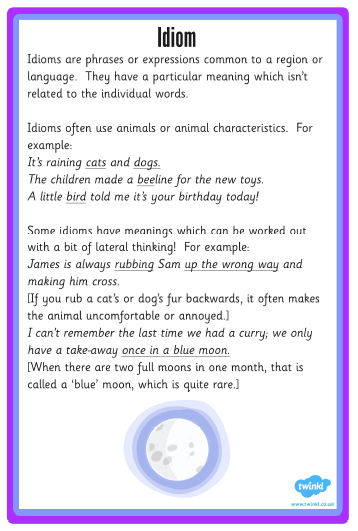 Idiom
Idioms are phrases or expressions common to a region or
language. They have a particular meaning which isn't
related to the individual words.
Idioms often use animals or animal characteristics. For
example:
It's raining cats and dogs.
The children made a beeline for the new toys.
A little bird told me it's your birthday today!
Some idioms have meanings which can be worked out
with a bit of lateral thinking! For example:
James is always rubbing Sam up the wrong way and
making him cross.
[If you rub a cat's or dog's fur backwards, it often makes
the animal uncomfortable or annoyed.]
I can't remember the last time we had a curry; we only
have a take-away once in a blue moon.
[When there are two full moons in one month, that is
called a 'blue' moon, which is quite rare.]
twinkl
www.twinkl.co.uk